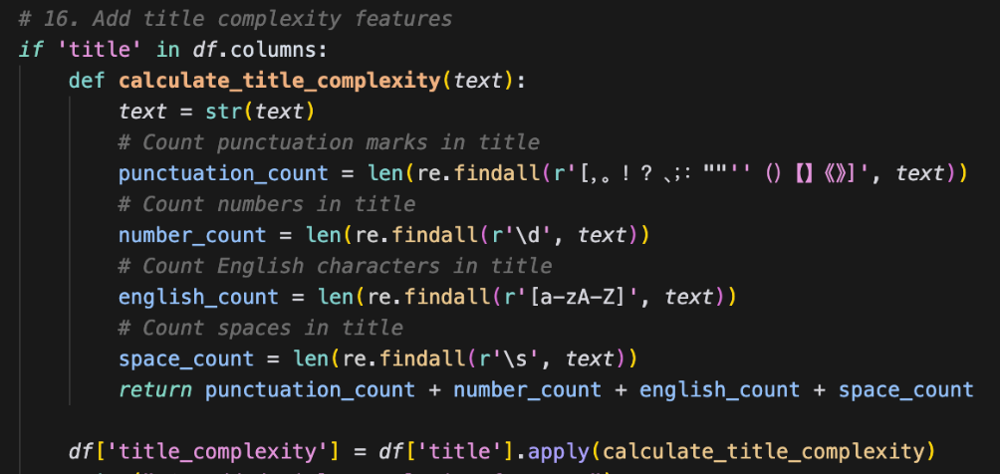 # 16. Add title complexity features
if 'title' in df.columns:
    def calculate_title_complexity(text):
        text = str(text)
        # Count punctuation marks in title
        punctuation_count = len(re.findall(r'[，。！？、；：""''（）【】《》]', text))
        # Count numbers in title
        number_count = len(re.findall(r'\d', text))
        # Count English characters in title
        english_count = len(re.findall(r'[a-zA-Z]', text))
        # Count spaces in title
        space_count = len(re.findall(r'\s', text))
        return punctuation_count + number_count + english_count + space_count
    df['title_complexity'] = df['title'].apply(calculate_title_complexity)